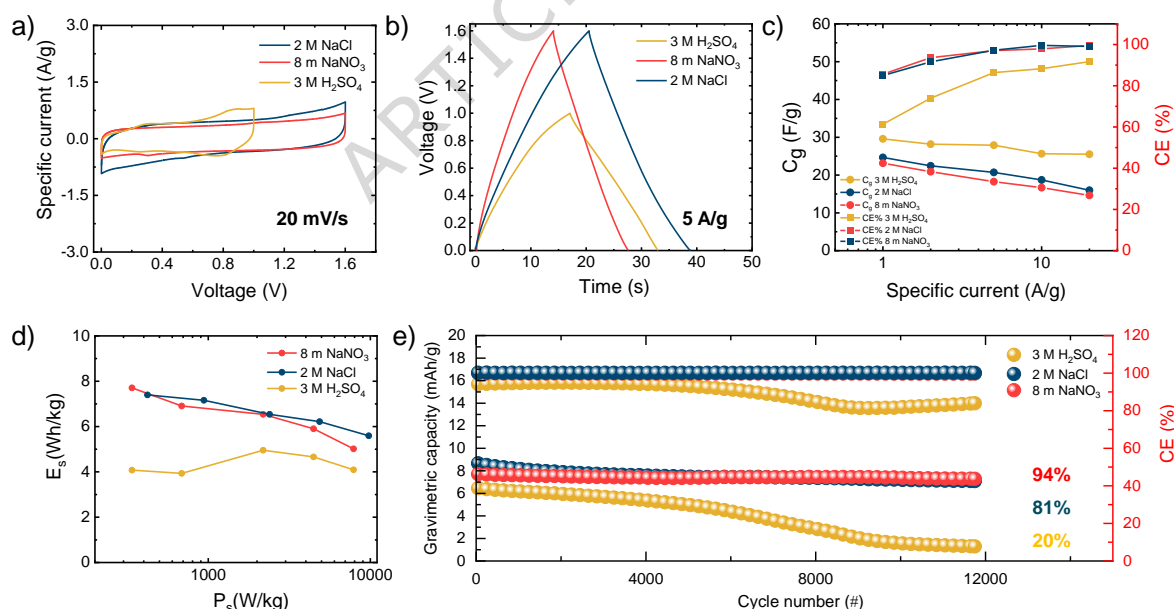 a)
2 M NaCl
8 m NaNO₃
3 M H₂SO₄
3.0
1.5
0.0
-1.5
-3.0
Specific current (A/g)
20 mV/s
0.0 0.4 0.8 1.2 1.6
Voltage (V)
b)
3 M H₂SO₄
8 m NaNO₃
2 M NaCl
1.6
1.4
1.2
1.0
0.8
0.6
0.4
0.2
0.0
Voltage (V)
5 A/g
0 10 20 30 40 50
Time (s)
c)
60
50
40
30
20
10
0
Cg (F/g)
Cg 3 M H₂SO₄
Cg 2 M NaCl
Cg 8 m NaNO₃
CE% 3 M H₂SO₄
CE% 2 M NaCl
CE% 8 m NaNO₃
100
80
60
40
20
0
CE (%)
1 10
Specific current (A/g)
ARTIC
d)
8 m NaNO₃
2 M NaCl
3 M H₂SO₄
10
8
6
4
2
0
Es(Wh/kg)
1000 10000
Ps(W/kg)
e)
20
18
16
14
12
10
8
6
4
2
0
Gravimetric capacity (mAh/g)
3 M H₂SO₄
2 M NaCl
8 m NaNO₃
94%
81%
20%
120
100
80
60
40
20
0
CE (%)
0 4000 8000 12000
Cycle number (#)